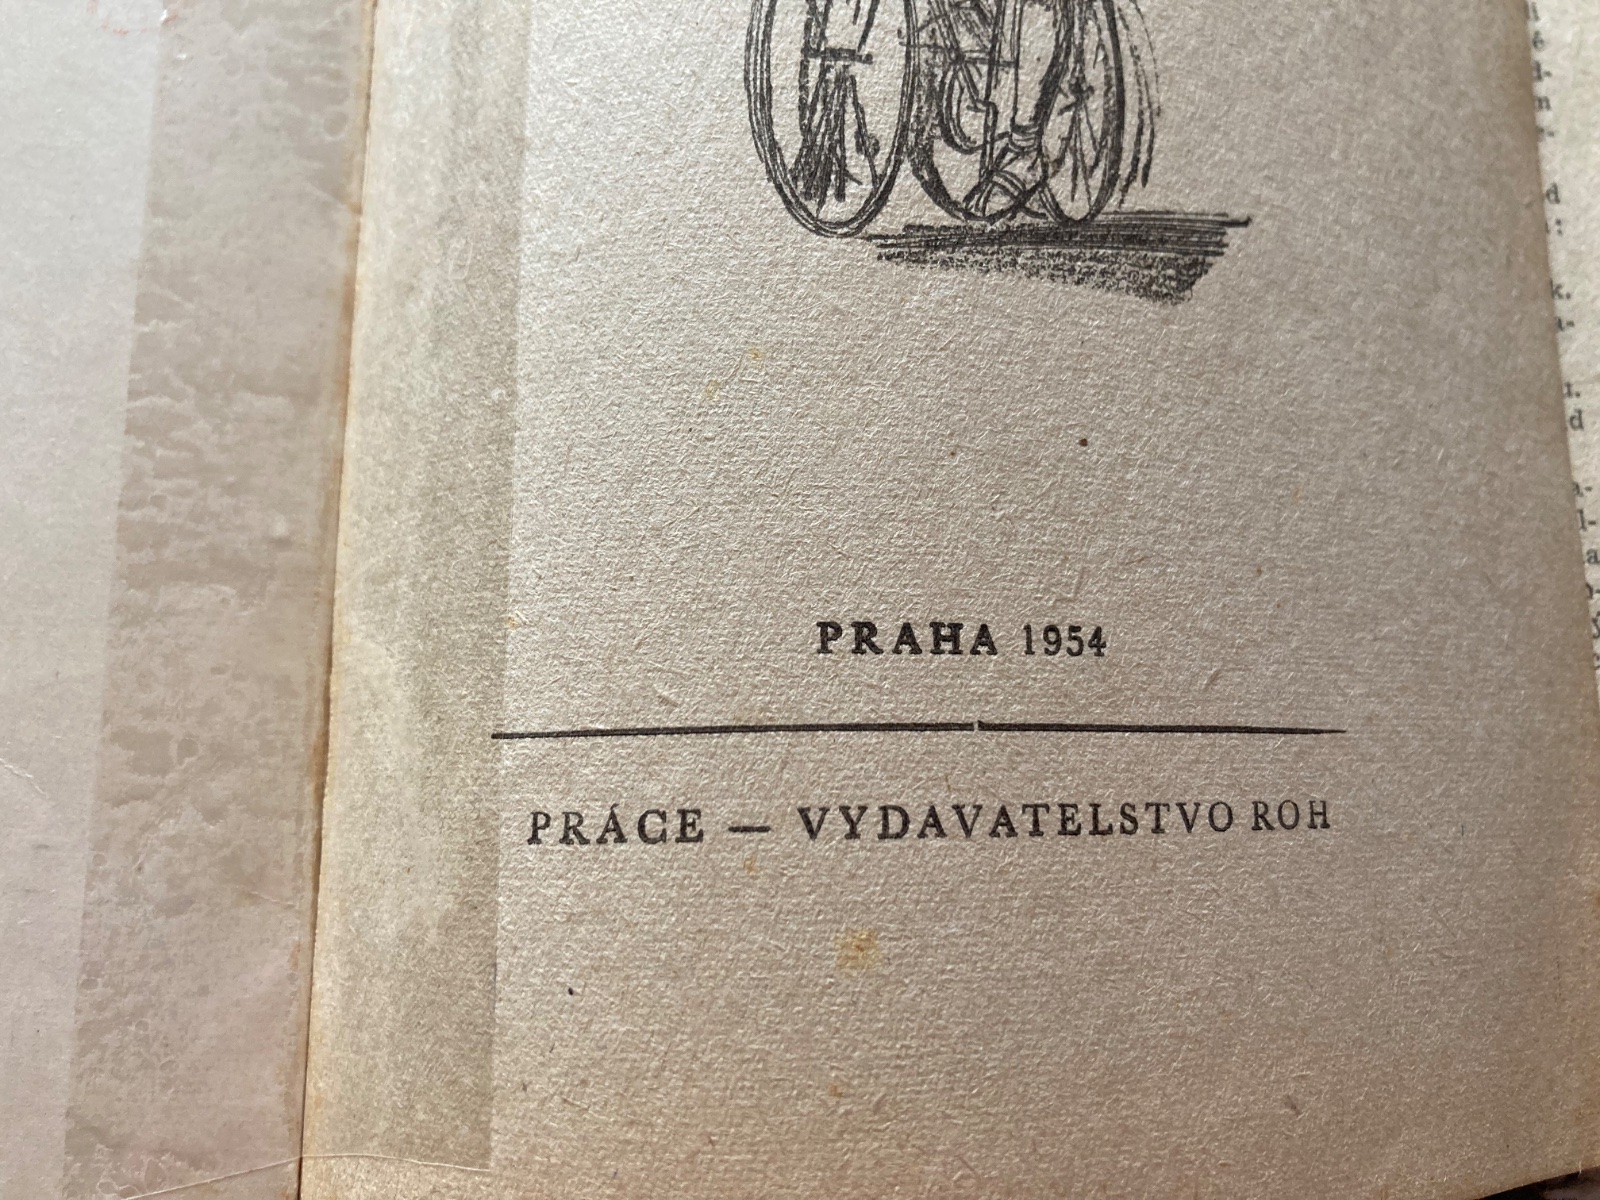 PRAHA 1954
PRÁCE — VYDAVATELSTVO ROH